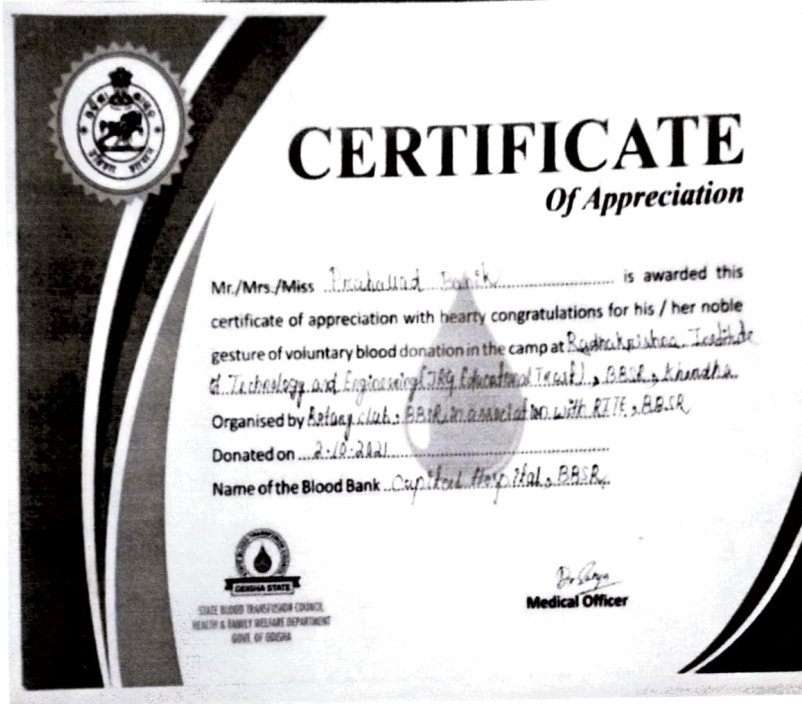 CERTIFICATE
Of Appreciation
Mr./Mrs./Miss Prahallad Barik is awarded this
certificate of appreciation with hearty congratulations for his / her noble
gesture of voluntary blood donation in the camp at Radhakrishna Institute
of Technology and Engineering (JRG Educational Trust), BBSR, Khordha
Organised by Rotary club, BBSR in association with RITE, BBSR
Donated on 2-10-2021
Name of the Blood Bank Capital Hospital, BBSR
ODISHA STATE
STATE BLOOD TRANSFUSION COUNCIL
HEALTH & FAMILY WELFARE DEPARTMENT
GOVT. OF ODISHA
Medical Officer